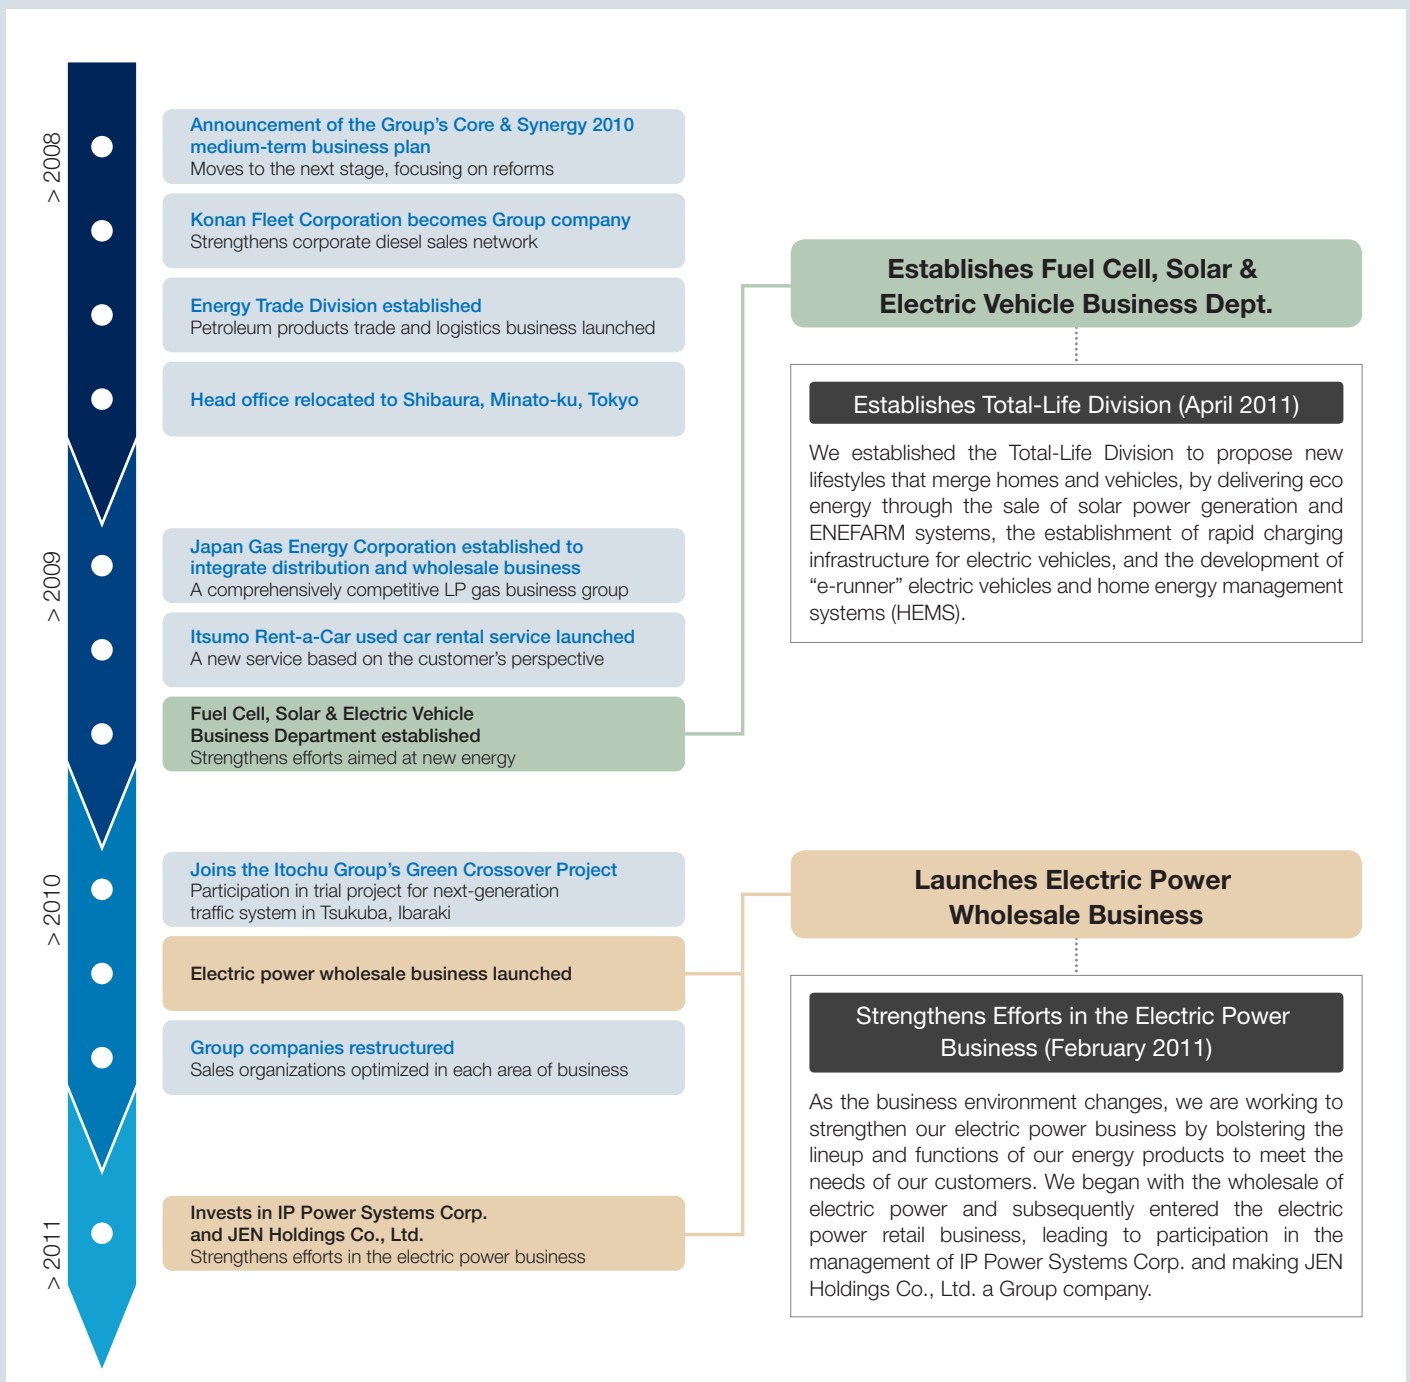 > 2008
Announcement of the Group’s Core & Synergy 2010
medium-term business plan
Moves to the next stage, focusing on reforms
Konan Fleet Corporation becomes Group company
Strengthens corporate diesel sales network
Energy Trade Division established
Petroleum products trade and logistics business launched
Head office relocated to Shibaura, Minato-ku, Tokyo
> 2009
Japan Gas Energy Corporation established to
integrate distribution and wholesale business
A comprehensively competitive LP gas business group
Itsumo Rent-a-Car used car rental service launched
A new service based on the customer’s perspective
Fuel Cell, Solar & Electric Vehicle
Business Department established
Strengthens efforts aimed at new energy
> 2010
Joins the Itochu Group’s Green Crossover Project
Participation in trial project for next-generation
traffic system in Tsukuba, Ibaraki
Electric power wholesale business launched
Group companies restructured
Sales organizations optimized in each area of business
> 2011
Invests in IP Power Systems Corp.
and JEN Holdings Co., Ltd.
Strengthens efforts in the electric power business
Establishes Fuel Cell, Solar &
Electric Vehicle Business Dept.
Establishes Total-Life Division (April 2011)
We established the Total-Life Division to propose new
lifestyles that merge homes and vehicles, by delivering eco
energy through the sale of solar power generation and
ENEFARM systems, the establishment of rapid charging
infrastructure for electric vehicles, and the development of
“e-runner” electric vehicles and home energy management
systems (HEMS).
Launches Electric Power
Wholesale Business
Strengthens Efforts in the Electric Power
Business (February 2011)
As the business environment changes, we are working to
strengthen our electric power business by bolstering the
lineup and functions of our energy products to meet the
needs of our customers. We began with the wholesale of
electric power and subsequently entered the electric
power retail business, leading to participation in the
management of IP Power Systems Corp. and making JEN
Holdings Co., Ltd. a Group company.